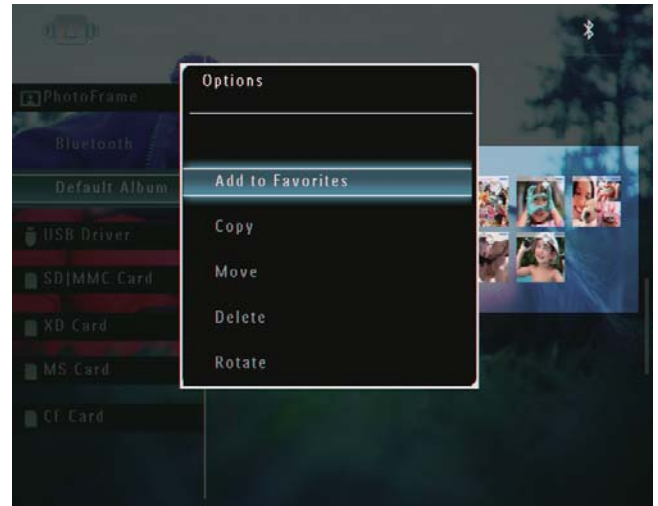 Options
Add to Favorites
Copy
Move
Delete
Rotate
PhotoFrame
Bluetooth
Default Album
USB Driver
SD|MMC Card
XD Card
MS Card
CF Card